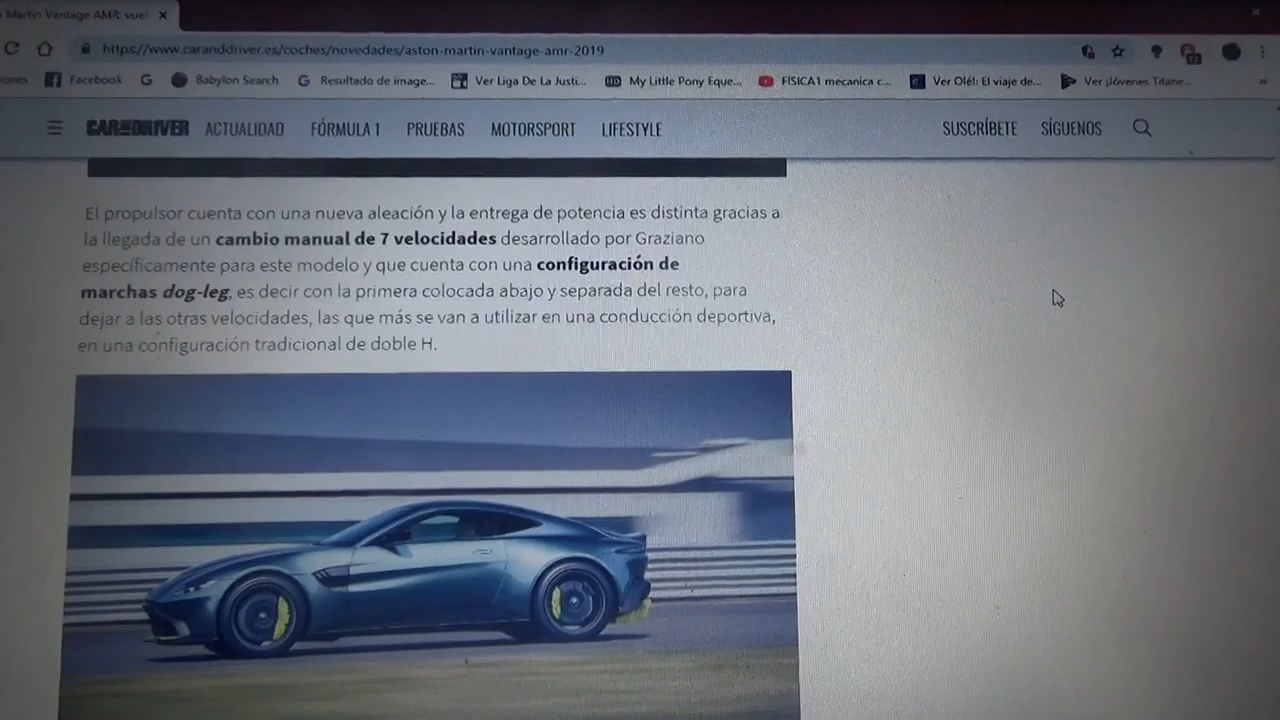 Martin Vantage AMR: vue
https://www.caranddriver.es/coches/novedades/aston-martin-vantage-amr-2019
Facebook
Babylon Search
Resultado de image...
Ver Liga De La Justi...
My Little Pony Eque...
FISICA1 mecanica c...
Ver Olé!: El viaje de...
Ver ¡Jóvenes Titane...
CAR AND DRIVER
ACTUALIDAD
FÓRMULA 1
PRUEBAS
MOTORSPORT
LIFESTYLE
SUSCRÍBETE
SÍGUENOS
El propulsor cuenta con una nueva aleación y la entrega de potencia es distinta gracias a
la llegada de un cambio manual de 7 velocidades desarrollado por Graziano
específicamente para este modelo y que cuenta con una configuración de
marchas dog-leg, es decir con la primera colocada abajo y separada del resto, para
dejar a las otras velocidades, las que más se van a utilizar en una conducción deportiva,
en una configuración tradicional de doble H.